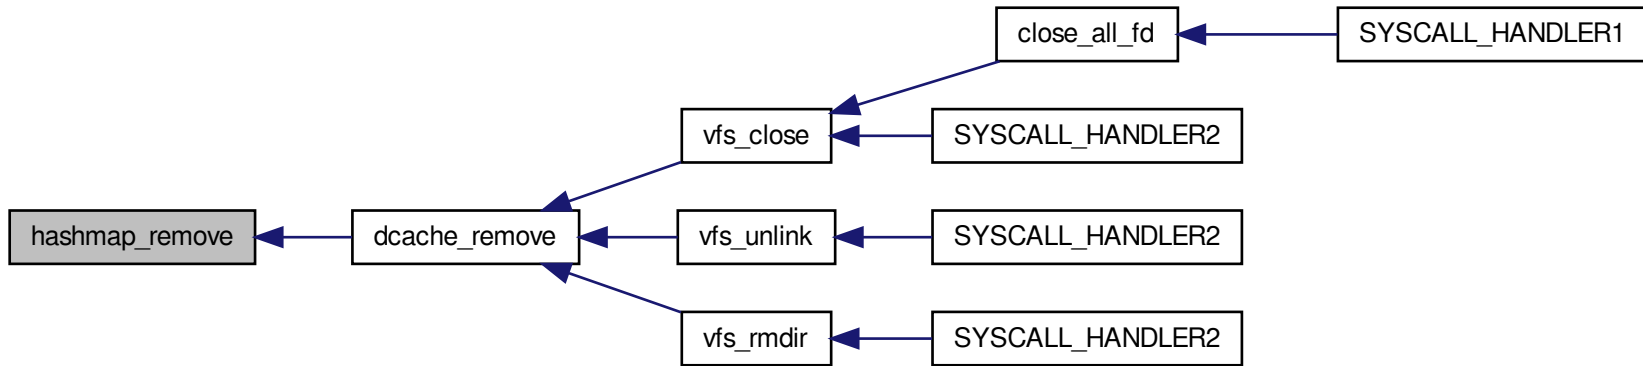 close_all_fd
SYSCALL_HANDLER1
vfs_close
SYSCALL_HANDLER2
hashmap_remove
dcache_remove
vfs_unlink
SYSCALL_HANDLER2
vfs_rmdir
SYSCALL_HANDLER2